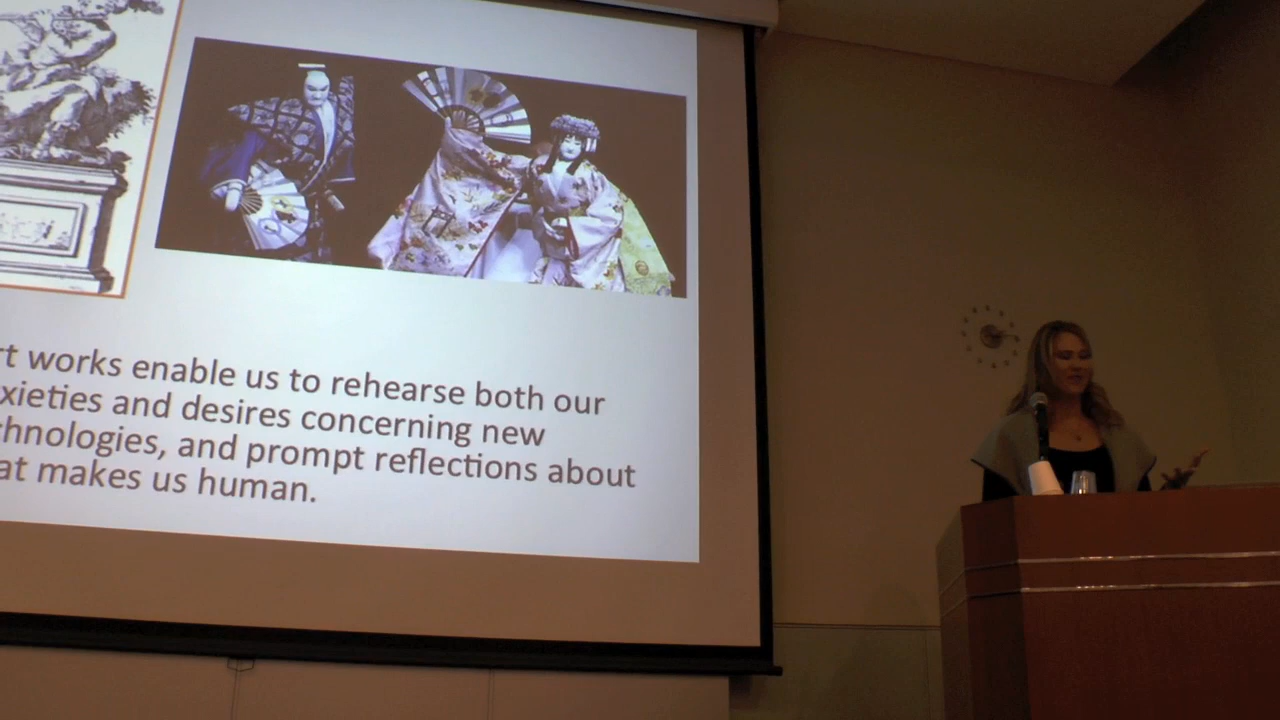 rt works enable us to rehearse both our
xieties and desires concerning new
chnologies, and prompt reflections about
at makes us human.